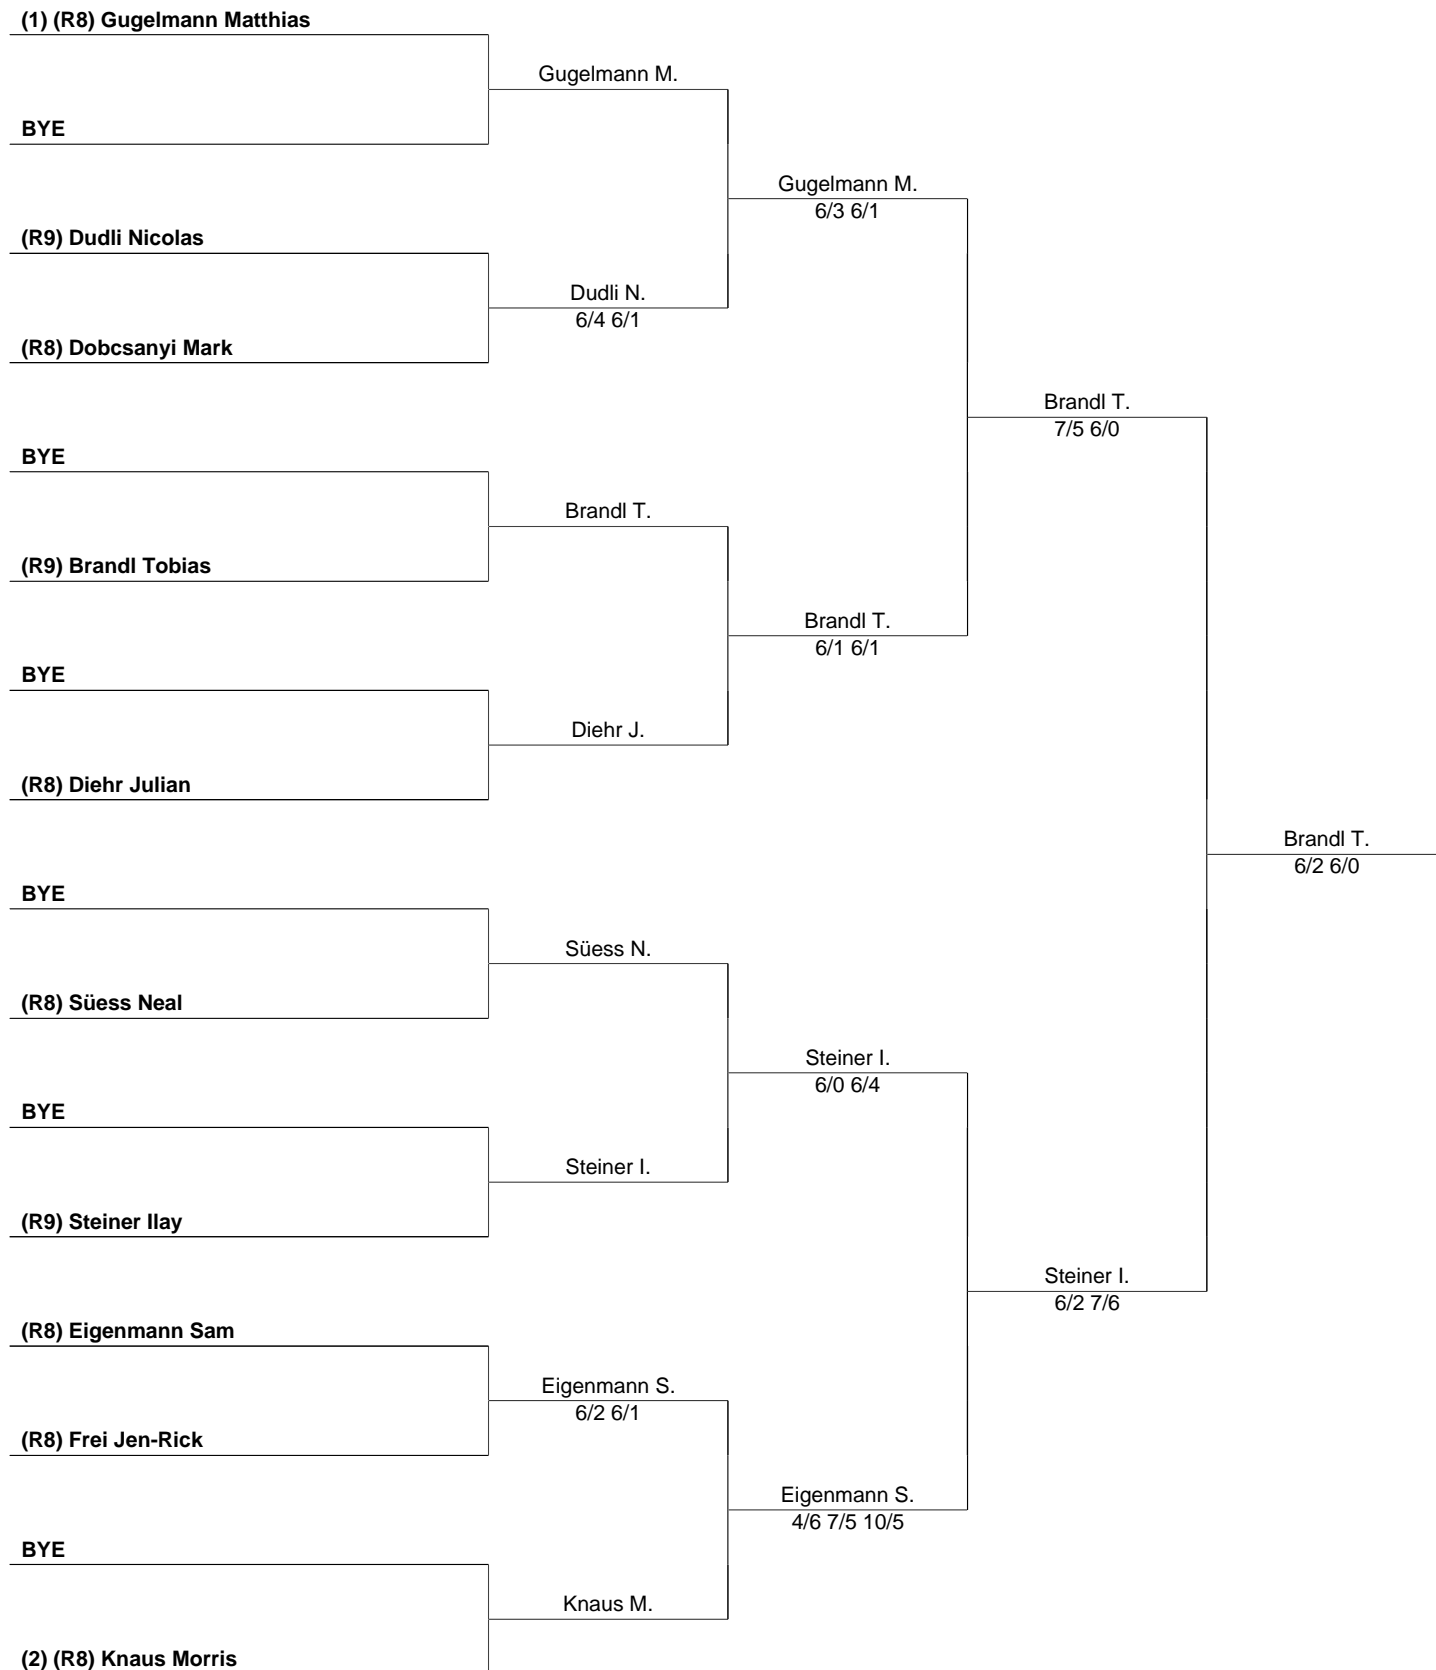 (1) (R8) Gugelmann Matthias
Gugelmann M.
BYE
Gugelmann M.
6/3 6/1
(R9) Dudli Nicolas
Dudli N.
6/4 6/1
(R8) Dobcsanyi Mark
Brandl T.
7/5 6/0
BYE
Brandl T.
(R9) Brandl Tobias
Brandl T.
6/1 6/1
BYE
Diehr J.
(R8) Diehr Julian
Brandl T.
6/2 6/0
BYE
Süess N.
(R8) Süess Neal
Steiner I.
6/0 6/4
BYE
Steiner I.
(R9) Steiner Ilay
Steiner I.
6/2 7/6
(R8) Eigenmann Sam
Eigenmann S.
6/2 6/1
(R8) Frei Jen-Rick
Eigenmann S.
4/6 7/5 10/5
BYE
Knaus M.
(2) (R8) Knaus Morris